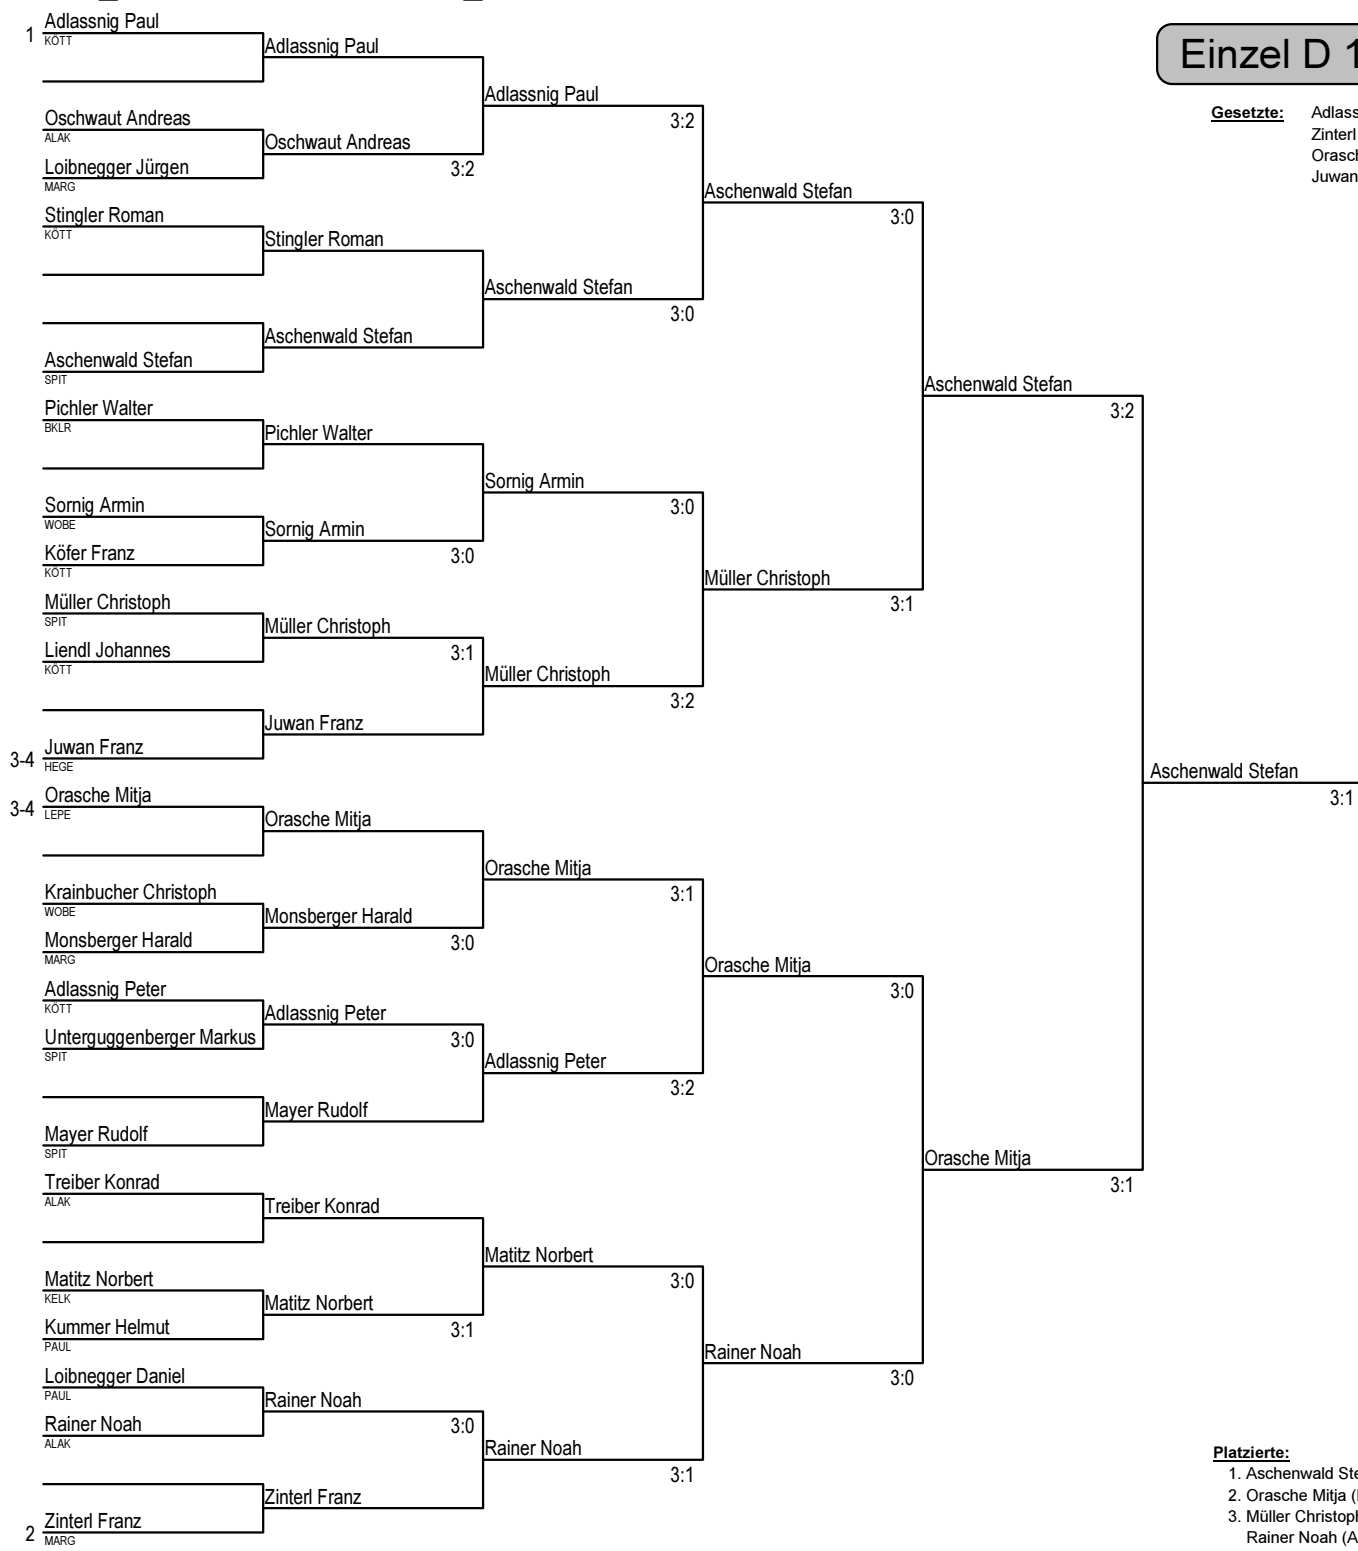 1 Adlassnig Paul
KÖTT
Adlassnig Paul
Adlassnig Paul
3:2
Oschwaut Andreas
ALAK
Oschwaut Andreas
3:2
Loibnegger Jürgen
MARG
Aschenwald Stefan
3:0
Stingler Roman
KÖTT
Stingler Roman
Aschenwald Stefan
3:0
Aschenwald Stefan
Aschenwald Stefan
SPIT
Aschenwald Stefan
3:2
Pichler Walter
BKLR
Pichler Walter
Sornig Armin
3:0
Sornig Armin
WOBE
Sornig Armin
3:0
Köfer Franz
KÖTT
Müller Christoph
3:1
Müller Christoph
SPIT
Müller Christoph
3:1
Liendl Johannes
KÖTT
Müller Christoph
3:2
Juwan Franz
3-4 Juwan Franz
HEGE
Aschenwald Stefan
3:1
3-4 Orasche Mitja
LEPE
Orasche Mitja
Orasche Mitja
3:1
Krainbucher Christoph
WOBE
Monsberger Harald
3:0
Monsberger Harald
MARG
Orasche Mitja
3:0
Adlassnig Peter
KÖTT
Adlassnig Peter
3:0
Unterguggenberger Markus
SPIT
Adlassnig Peter
3:2
Mayer Rudolf
Mayer Rudolf
SPIT
Orasche Mitja
3:1
Treiber Konrad
ALAK
Treiber Konrad
Matitz Norbert
3:0
Matitz Norbert
KELK
Matitz Norbert
3:1
Kummer Helmut
PAUL
Rainer Noah
3:0
Loibnegger Daniel
PAUL
Rainer Noah
3:0
Rainer Noah
ALAK
Rainer Noah
3:1
Zinterl Franz
2 Zinterl Franz
MARG
Einzel D 1
Gesetzte: Adlass
Zinterl
Orasch
Juwan
Platzierte:
1. Aschenwald Ste
2. Orasche Mitja (
3. Müller Christoph
Rainer Noah (A